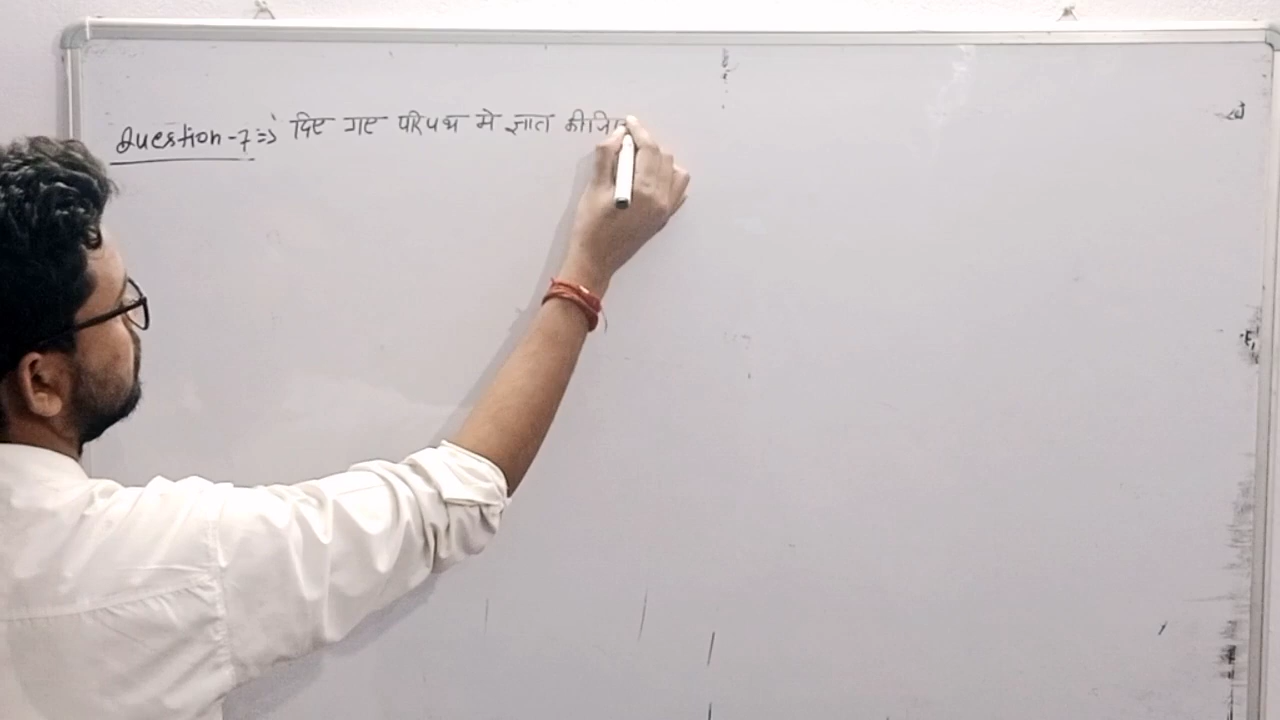 Question-7 => दिए गए परिपथ मे ज्ञात कीजि